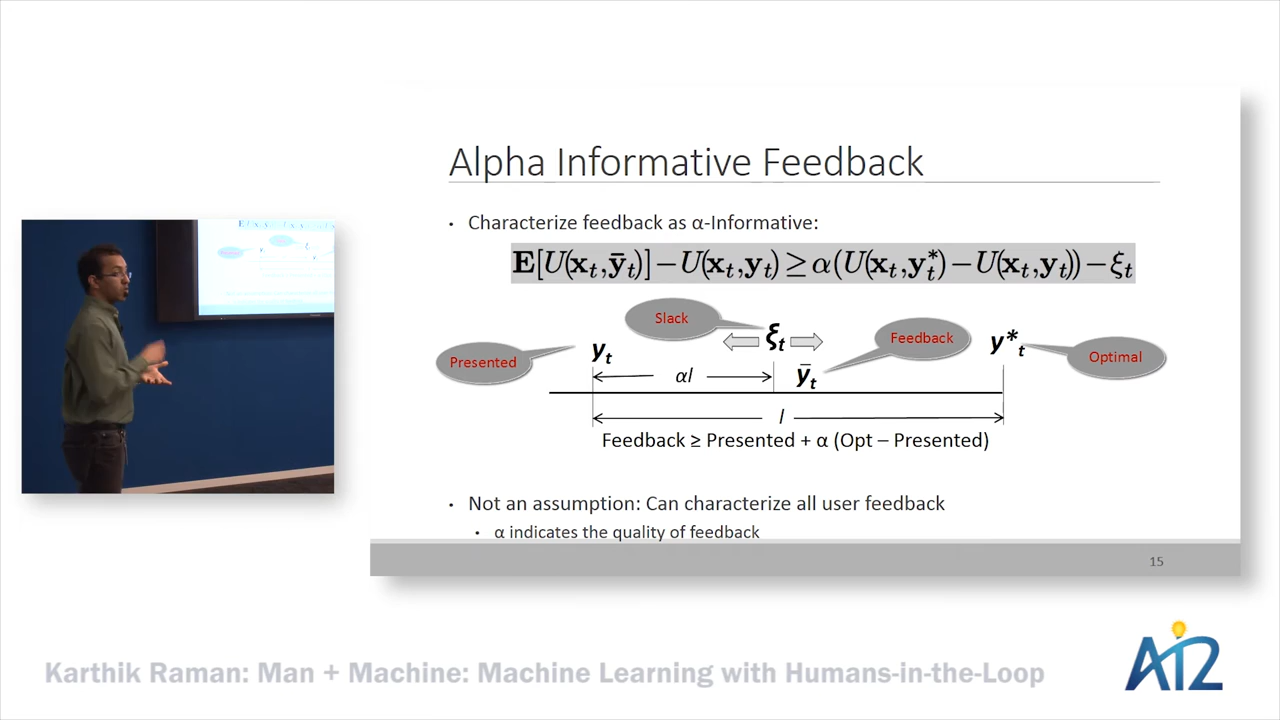 Alpha Informative Feedback
• Characterize feedback as α-Informative:
E[U(x_t, ȳ_t)] − U(x_t, y_t) ≥ α(U(x_t, y*_t) − U(x_t, y_t)) − ξ_t
Slack
ξ_t
Feedback
y*_t
Presented
y_t
Optimal
αl
ȳ_t
l
Feedback ≥ Presented + α (Opt – Presented)
• Not an assumption: Can characterize all user feedback
• α indicates the quality of feedback
15
Karthik Raman: Man + Machine: Machine Learning with Humans-in-the-Loop
Ai2